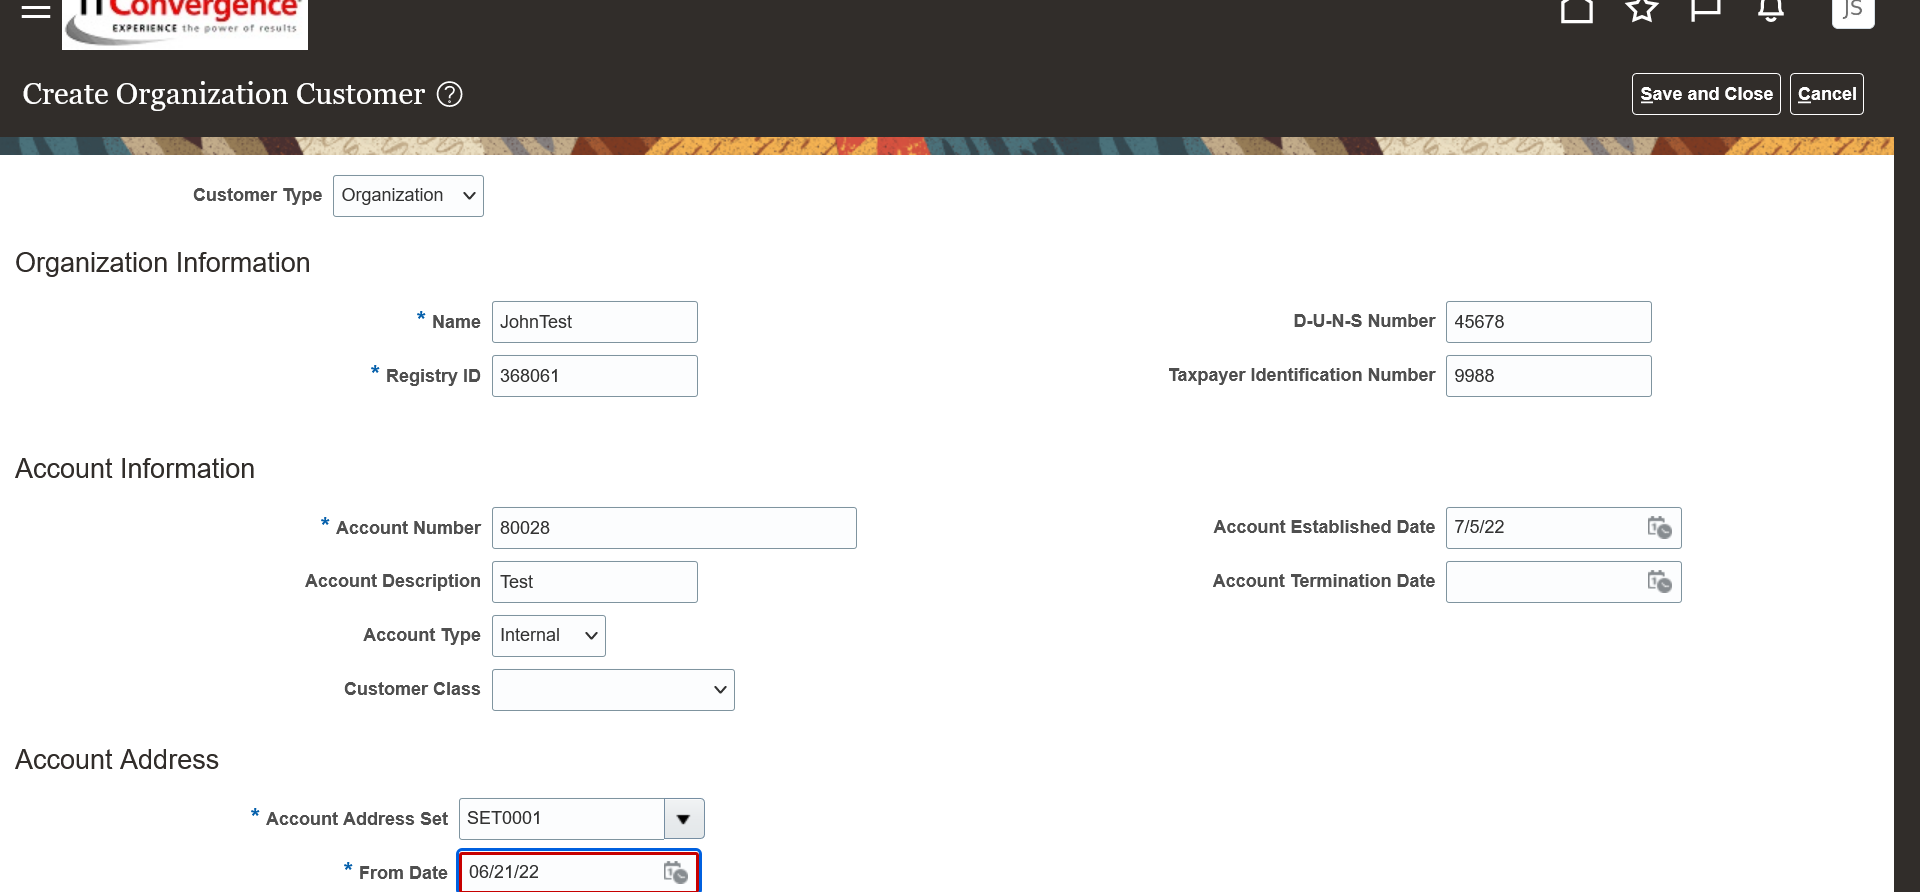 Convergence
EXPERIENCE the power of results
JS
Create Organization Customer ?
Save and Close
Cancel
Customer Type Organization
Organization Information
* Name JohnTest
D-U-N-S Number 45678
* Registry ID 368061
Taxpayer Identification Number 9988
Account Information
* Account Number 80028
Account Established Date 7/5/22
Account Description Test
Account Termination Date
Account Type Internal
Customer Class
Account Address
* Account Address Set SET0001
* From Date 06/21/22